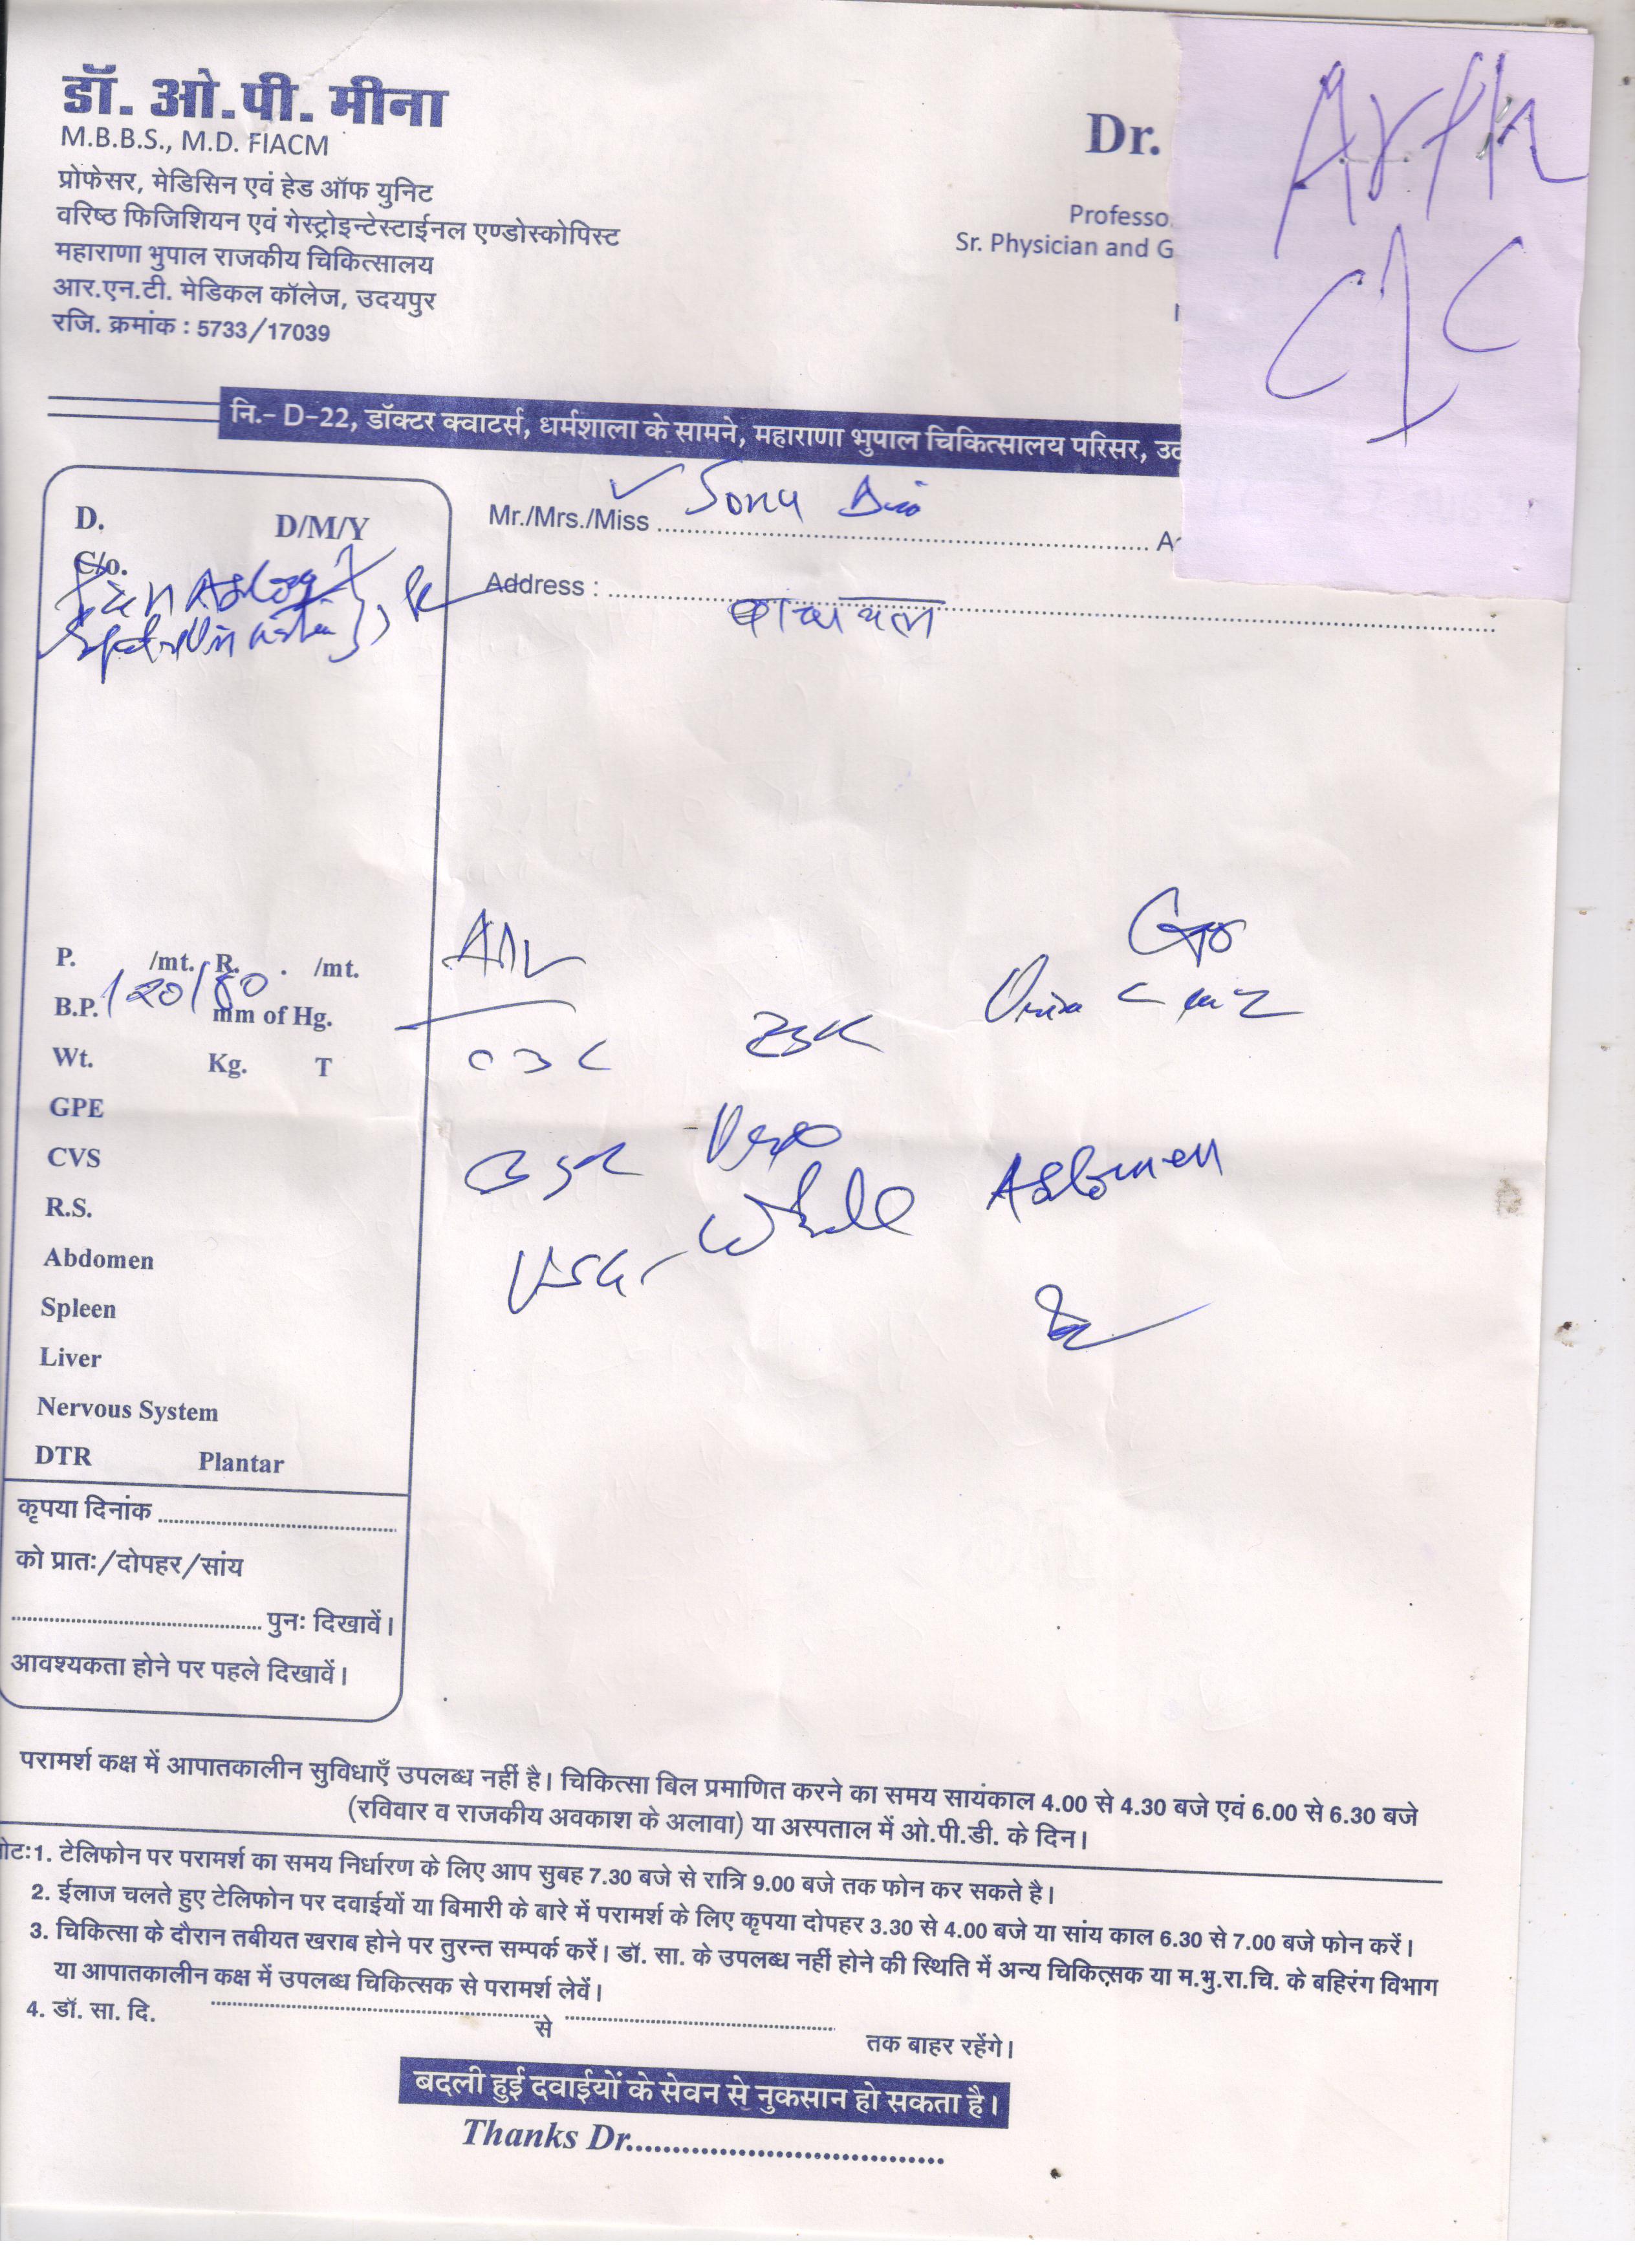 डॉ. ओ.पी. मीना
M.B.B.S., M.D. FIACM
प्रोफेसर, मेडिसिन एवं हेड ऑफ युनिट
वरिष्ठ फिजिशियन एवं गेस्ट्रोइन्टेस्टाईनल एण्डोस्कोपिस्ट
महाराणा भुपाल राजकीय चिकित्सालय
आर.एन.टी. मेडिकल कॉलेज, उदयपुर
रजि. क्रमांक : 5733/17039
Dr.
Professo
Sr. Physician and G
Arth
नि.- D-22, डॉक्टर क्वाटर्स, धर्मशाला के सामने, महाराणा भुपाल चिकित्सालय परिसर, उद
D. D/M/Y
C/o.
Mr./Mrs./Miss Sonu
Address :
P. /mt. R. /mt.
B.P. 120/80 mm of Hg.
Wt. Kg. T
GPE
CVS
R.S.
Abdomen
Spleen
Liver
Nervous System
DTR Plantar
CBC
USG Whole Abdomen
कृपया दिनांक
को प्रातः/दोपहर/सांय
पुनः दिखावें।
आवश्यकता होने पर पहले दिखावें।
परामर्श कक्ष में आपातकालीन सुविधाएँ उपलब्ध नहीं है। चिकित्सा बिल प्रमाणित करने का समय सायंकाल 4.00 से 4.30 बजे एवं 6.00 से 6.30 बजे
(रविवार व राजकीय अवकाश के अलावा) या अस्पताल में ओ.पी.डी. के दिन।
ोटः1. टेलिफोन पर परामर्श का समय निर्धारण के लिए आप सुबह 7.30 बजे से रात्रि 9.00 बजे तक फोन कर सकते है।
2. ईलाज चलते हुए टेलिफोन पर दवाईयों या बिमारी के बारे में परामर्श के लिए कृपया दोपहर 3.30 से 4.00 बजे या सांय काल 6.30 से 7.00 बजे फोन करें।
3. चिकित्सा के दौरान तबीयत खराब होने पर तुरन्त सम्पर्क करें। डॉ. सा. के उपलब्ध नहीं होने की स्थिति में अन्य चिकित्सक या म.भु.रा.चि. के बहिरंग विभाग
या आपातकालीन कक्ष में उपलब्ध चिकित्सक से परामर्श लेवें।
4. डॉ. सा. दि. से तक बाहर रहेंगे।
बदली हुई दवाईयों के सेवन से नुकसान हो सकता है।
Thanks Dr.